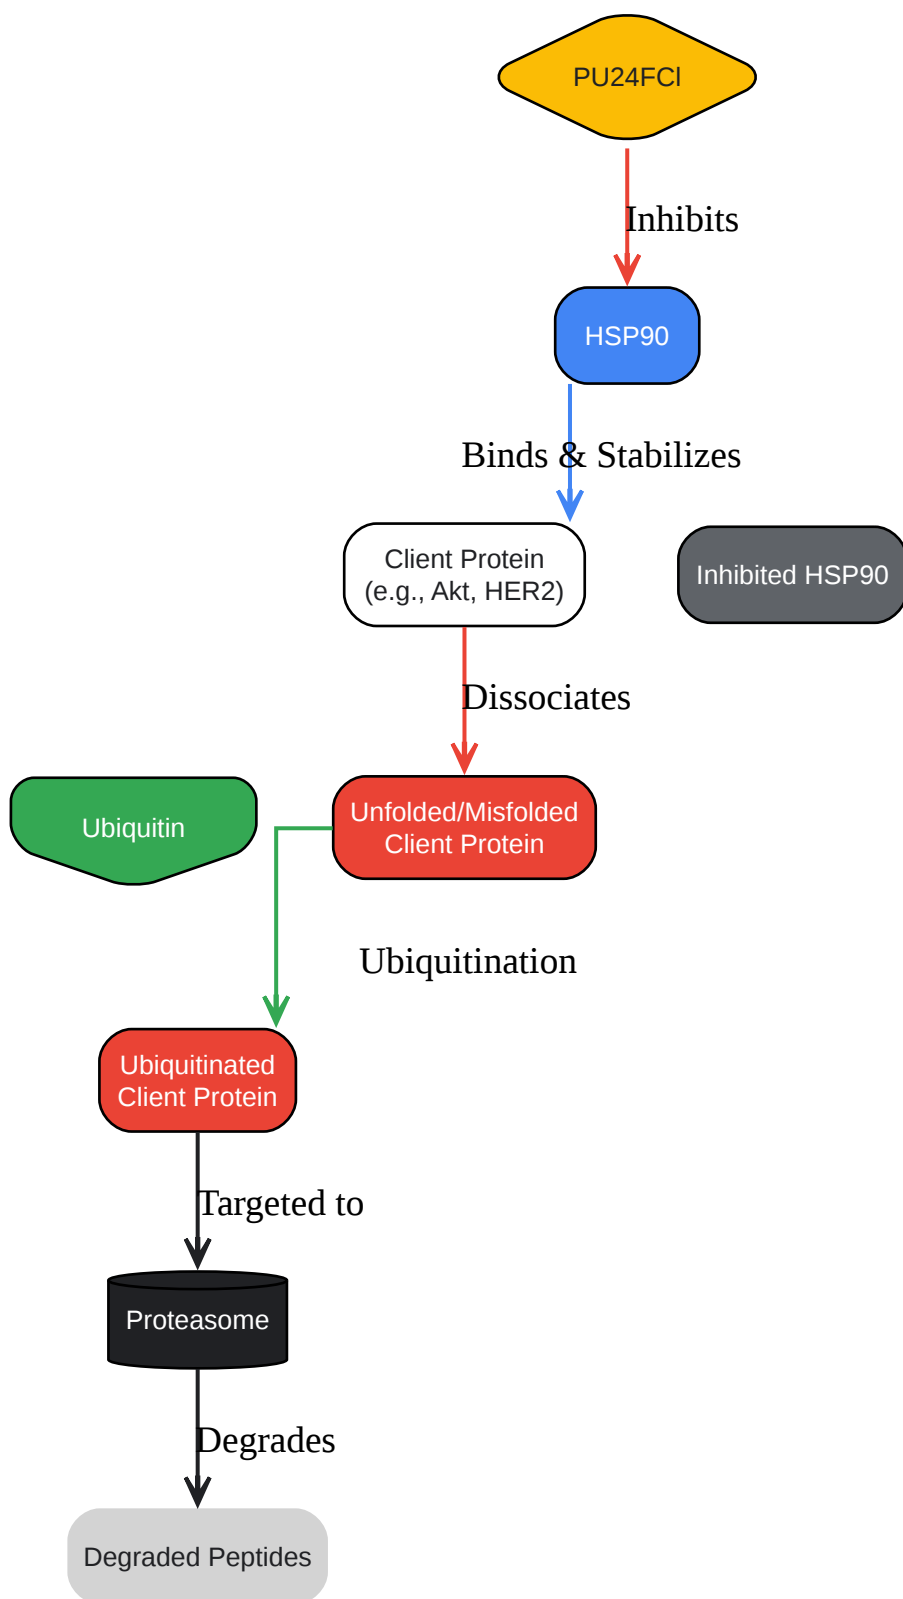 PU24FCl
Inhibits
HSP90
Binds & Stabilizes
Client Protein
(e.g., Akt, HER2)
Inhibited HSP90
Dissociates
Ubiquitin
Unfolded/Misfolded
Client Protein
Ubiquitination
Ubiquitinated
Client Protein
Targeted to
Proteasome
Degrades
Degraded Peptides